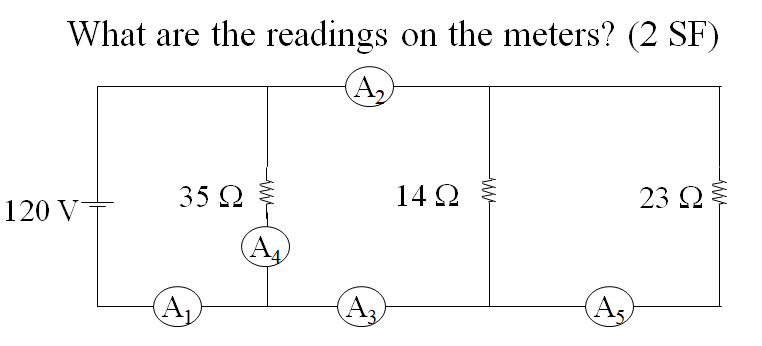 What are the readings on the meters? (2 SF)
A₂
120 V
35 Ω
14 Ω
23 Ω
A₄
A₁
A₃
A₅